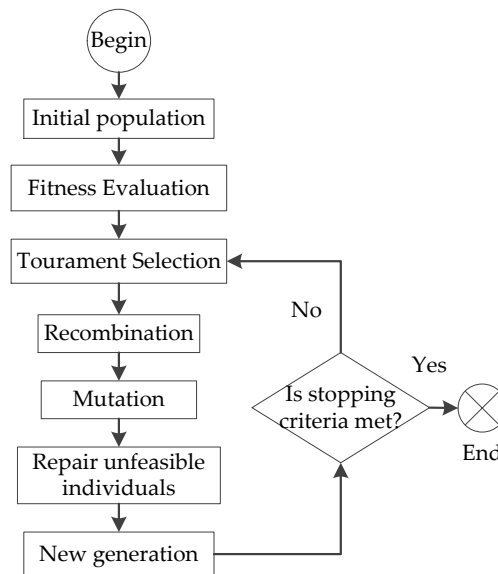 Begin
Initial population
Fitness Evaluation
Tourament Selection
Recombination
Mutation
Repair unfeasible
individuals
New generation
No
Is stopping
criteria met?
Yes
End